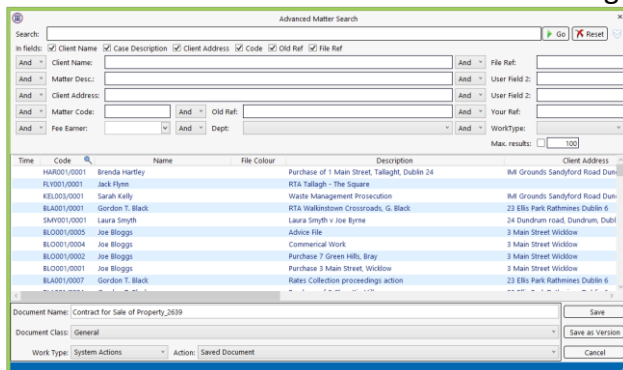 Advanced Matter Search
Search: Go Reset
In fields: Client Name Case Description Client Address Code Old Ref File Ref
And Client Name: And File Ref:
And Matter Desc.: And User Field 2:
And Client Address: And User Field 2:
And Matter Code: And Old Ref: And Your Ref:
And Fee Earner: And Dept: And WorkType:
Max. results: 100
Time Code Name File Colour Description Client Address
HAR001/0001 Brenda Hartley Purchase of 1 Main Street, Tallaght, Dublin 24 IMI Grounds Sandyford Road Dun
FLY001/0001 Jack Flynn RTA Tallagh - The Square
KEL003/0001 Sarah Kelly Waste Management Prosecution IMI Grounds Sandyford Road Dun
BLA001/0001 Gordon T. Black RTA Walkinstown Crossroads, G. Black 23 Ellis Park Rathmines Dublin 6
SMY001/0001 Laura Smyth Laura Smyth v Joe Byrne 24 Dundrum road, Dundrum, Dubl
BLO001/0005 Joe Bloggs Advice File 3 Main Street Wicklow
BLO001/0004 Joe Bloggs Commerical Work 3 Main Street Wicklow
BLO001/0002 Joe Bloggs Purchase 7 Green Hills, Bray 3 Main Street Wicklow
BLO001/0001 Joe Bloggs Purchase 3 Main Street, Wicklow 3 Main Street Wicklow
BLA001/0007 Gordon T. Black Rates Collection proceedings action 23 Ellis Park Rathmines Dublin 6
Document Name: Contract for Sale of Property_2639 Save
Document Class: General Save as Version
Work Type: System Actions Action: Saved Document Cancel